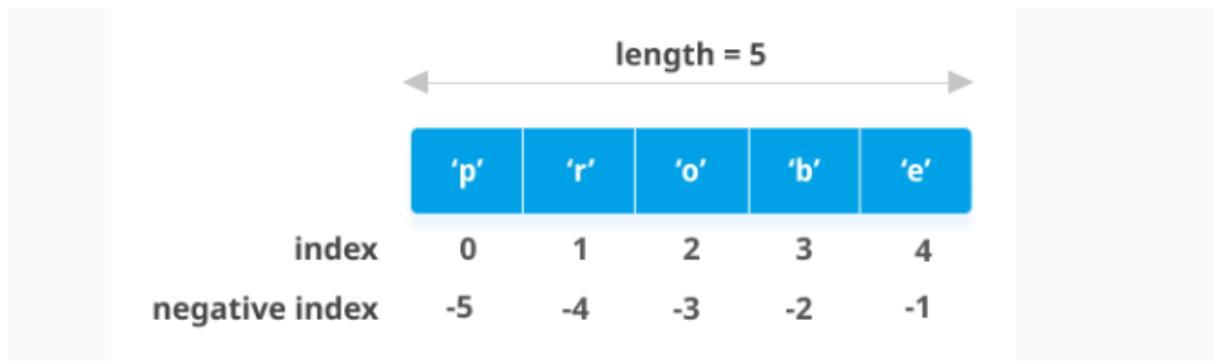 length = 5
‘p’ ‘r’ ‘o’ ‘b’ ‘e’
index 0 1 2 3 4
negative index -5 -4 -3 -2 -1